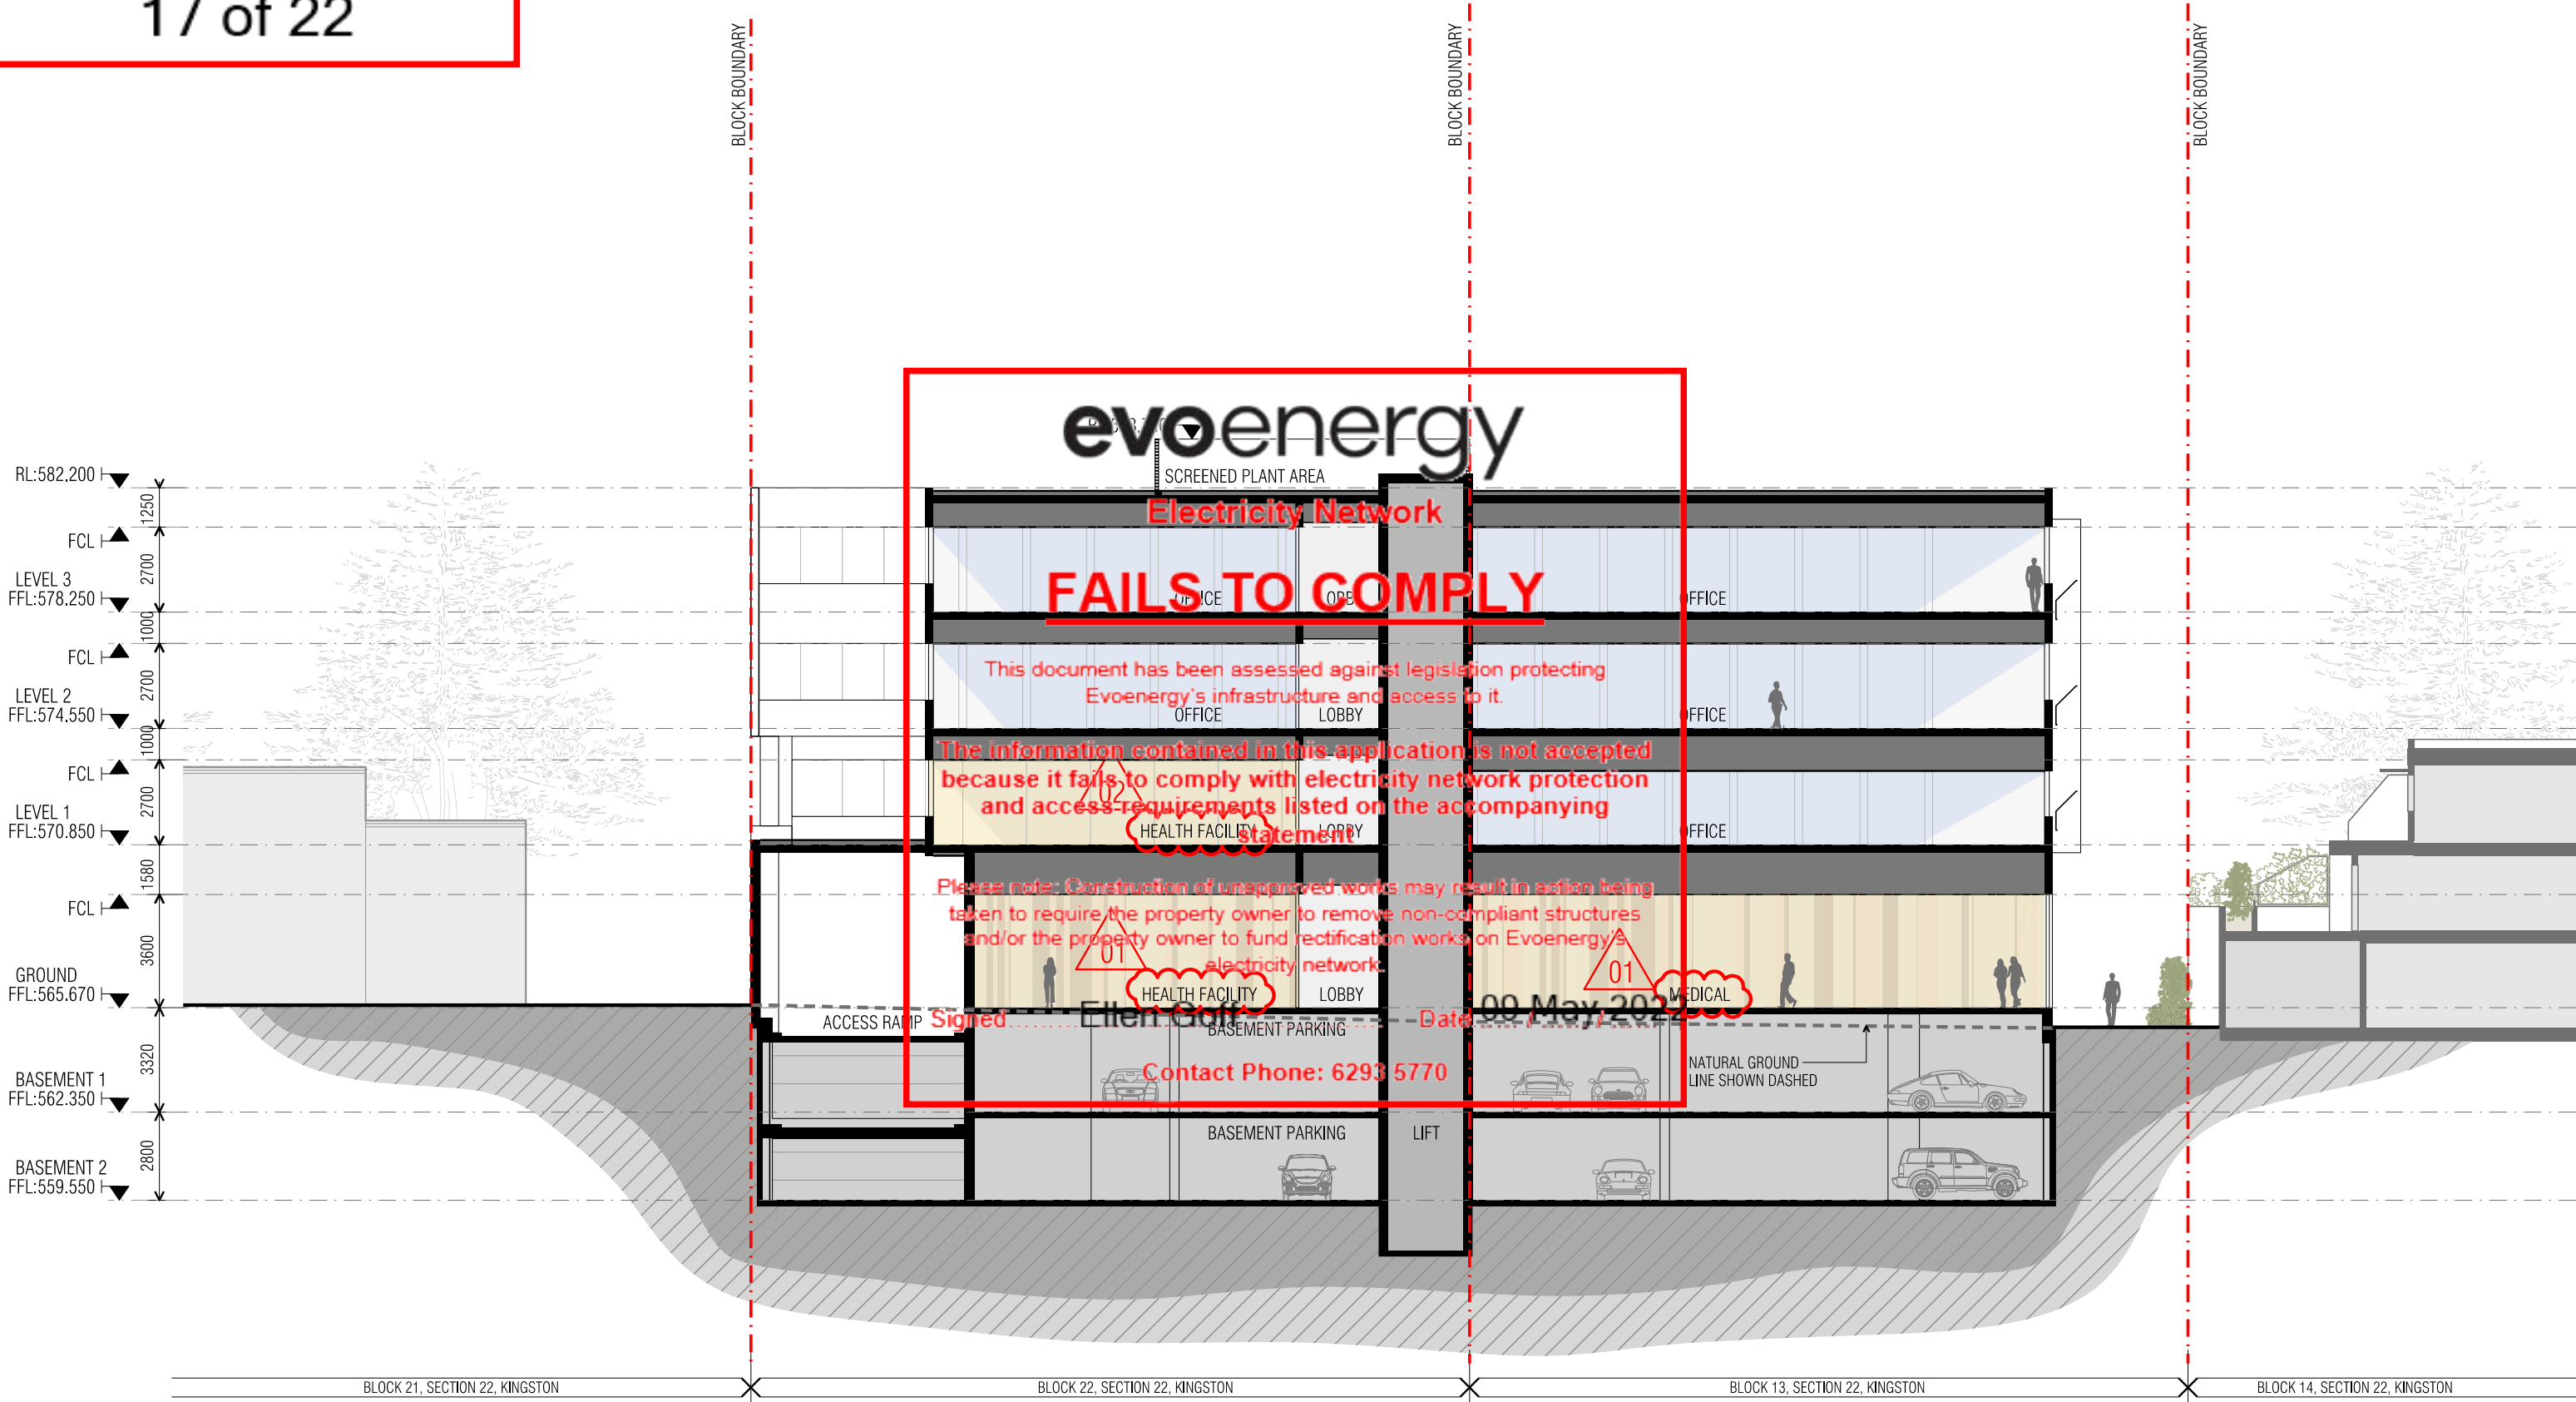 17 of 22
BLOCK BOUNDARY
BLOCK BOUNDARY
BLOCK BOUNDARY
evoenergy
RL:582.200
SCREENED PLANT AREA
1250
Electricity Network
FCL
2700
LEVEL 3
FFL:578.250
FAILS TO COMPLY
OFFICE
LOBBY
OFFICE
1000
FCL
2700
This document has been assessed against legislation protecting
Evoenergy's infrastructure and access to it.
LEVEL 2
FFL:574.550
OFFICE
LOBBY
OFFICE
1000
FCL
The information contained in this application is not accepted
because it fails to comply with electricity network protection
and access requirements listed on the accompanying
statement
02
2700
LEVEL 1
FFL:570.850
HEALTH FACILITY
LOBBY
OFFICE
1580
FCL
Please note: Construction of unapproved works may result in action being
taken to require the property owner to remove non-compliant structures
and/or the property owner to fund rectification works on Evoenergy's
electricity network.
3600
01
01
GROUND
FFL:565.670
HEALTH FACILITY
LOBBY
MEDICAL
ACCESS RAMP
Signed
Ellen Goff
Date
09 May 2022
BASEMENT PARKING
3320
NATURAL GROUND
LINE SHOWN DASHED
Contact Phone: 6293 5770
BASEMENT 1
FFL:562.350
BASEMENT PARKING
LIFT
2800
BASEMENT 2
FFL:559.550
BLOCK 21, SECTION 22, KINGSTON
BLOCK 22, SECTION 22, KINGSTON
BLOCK 13, SECTION 22, KINGSTON
BLOCK 14, SECTION 22, KINGSTON